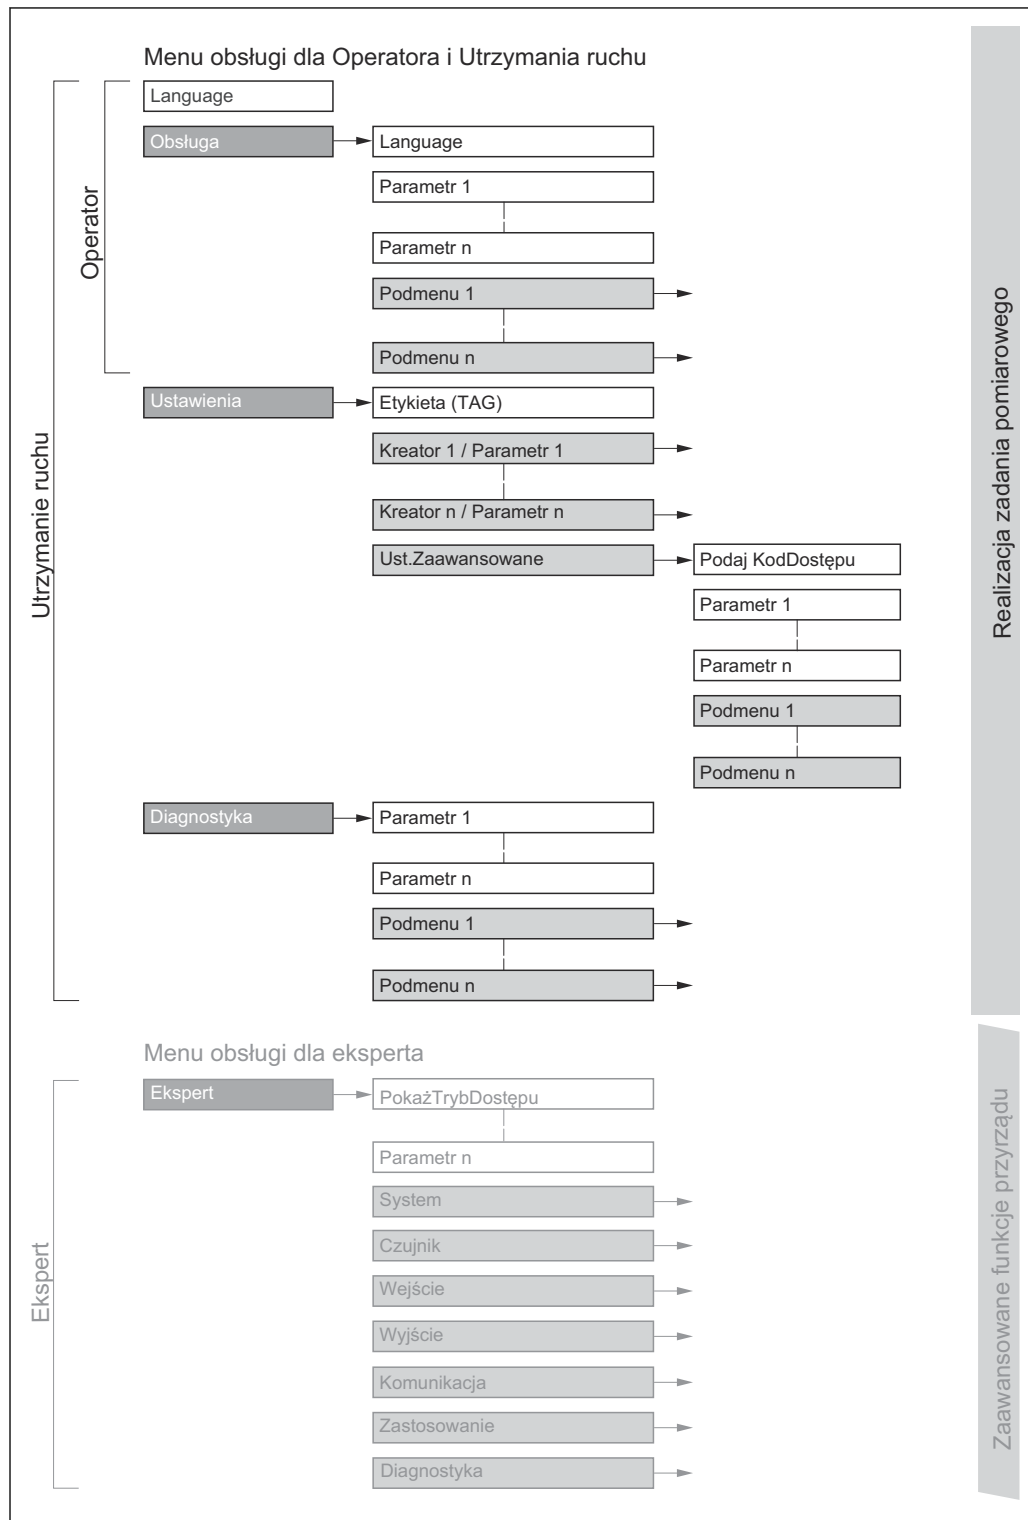 Menu obsługi dla Operatora i Utrzymania ruchu
Utrzymanie ruchu
Operator
Language
Obsługa
Language
Parametr 1
Parametr n
Podmenu 1
Podmenu n
Ustawienia
Etykieta (TAG)
Kreator 1 / Parametr 1
Kreator n / Parametr n
Ust.Zaawansowane
Podaj KodDostępu
Parametr 1
Parametr n
Podmenu 1
Podmenu n
Diagnostyka
Parametr 1
Parametr n
Podmenu 1
Podmenu n
Realizacja zadania pomiarowego
Menu obsługi dla eksperta
Ekspert
Ekspert
PokażTrybDostępu
Parametr n
System
Czujnik
Wejście
Wyjście
Komunikacja
Zastosowanie
Diagnostyka
Zaawansowane funkcje przyrządu